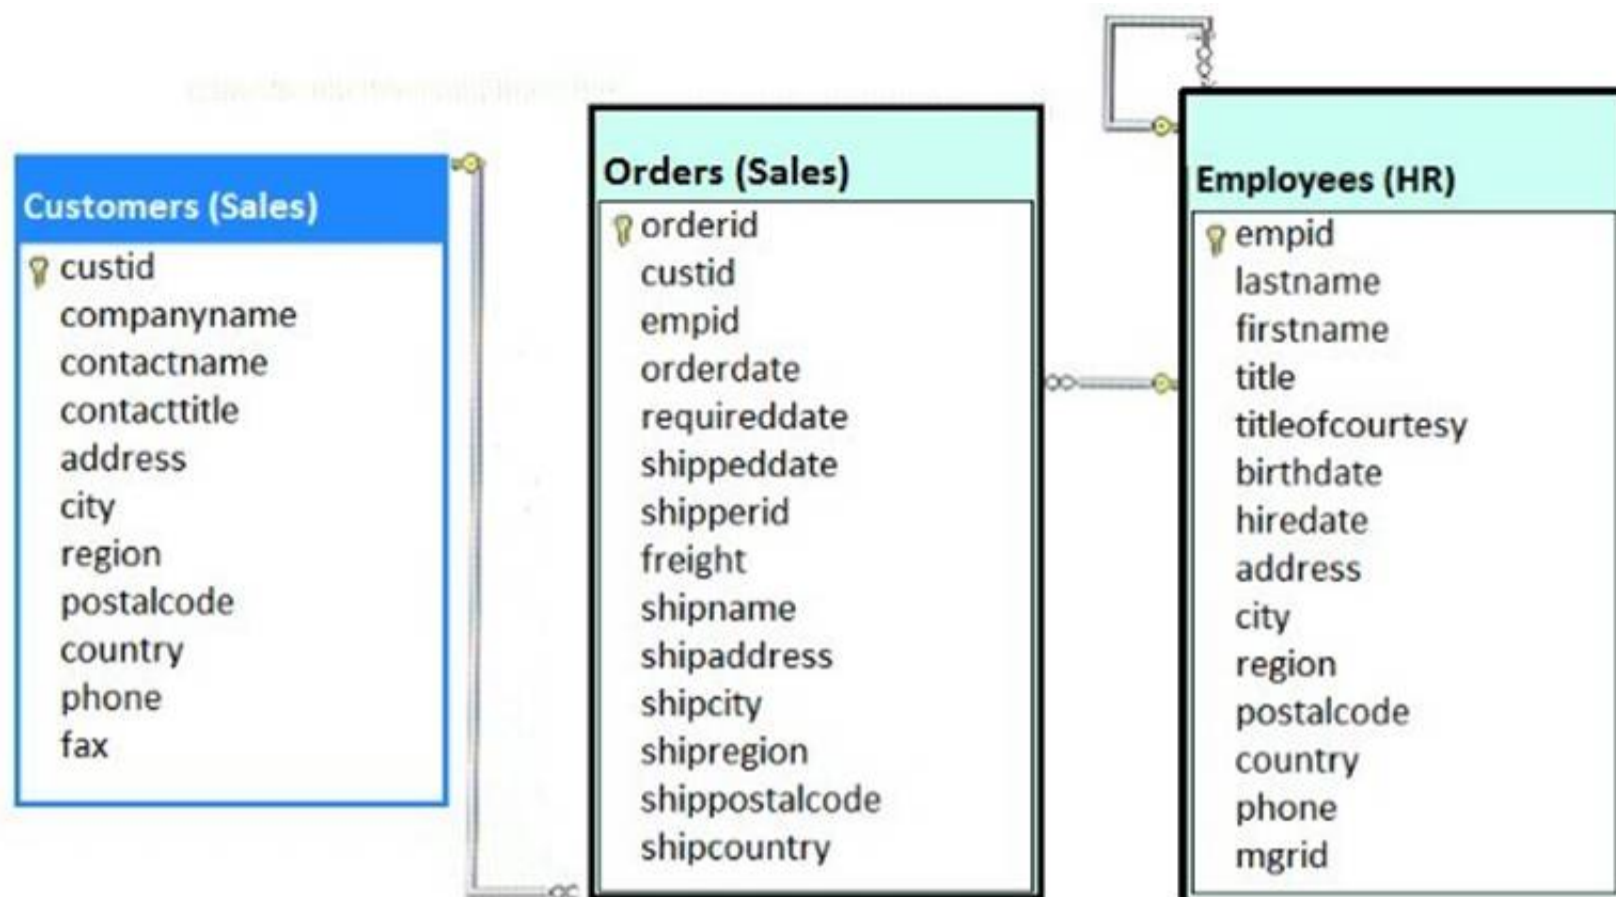 Customers (Sales)
custid
companyname
contactname
contacttitle
address
city
region
postalcode
country
phone
fax
Orders (Sales)
orderid
custid
empid
orderdate
requireddate
shippeddate
shipperid
freight
shipname
shipaddress
shipcity
shipregion
shippostalcode
shipcountry
Employees (HR)
empid
lastname
firstname
title
titleofcourtesy
birthdate
hiredate
address
city
region
postalcode
country
phone
mgrid